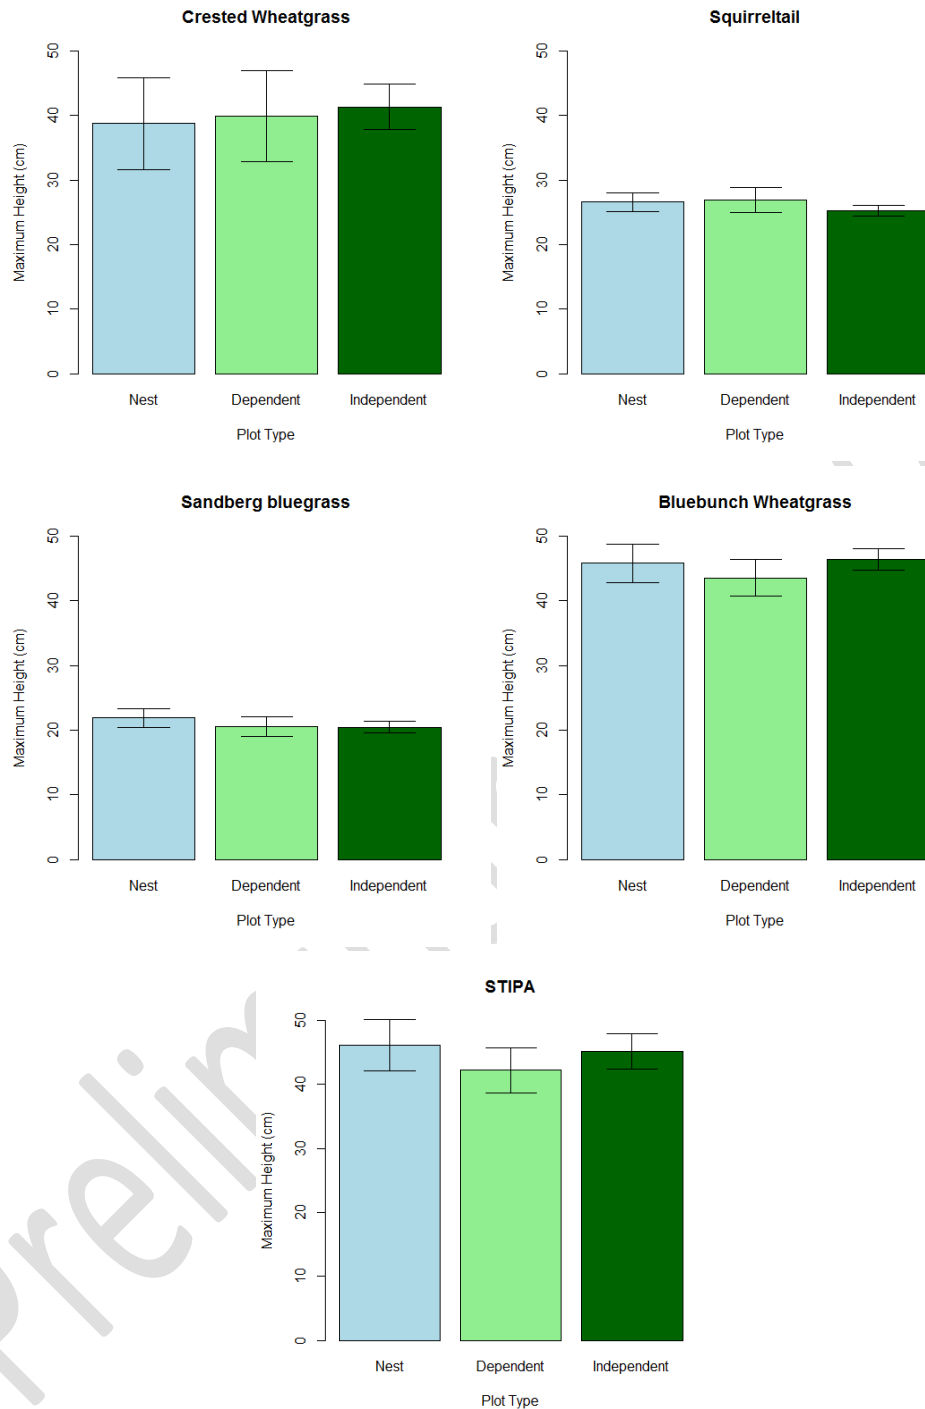 Crested Wheatgrass
Maximum Height (cm)
50
40
30
20
10
0
Nest Dependent Independent
Plot Type
Squirreltail
Maximum Height (cm)
50
40
30
20
10
0
Nest Dependent Independent
Plot Type
Sandberg bluegrass
Maximum Height (cm)
50
40
30
20
10
0
Nest Dependent Independent
Plot Type
Bluebunch Wheatgrass
Maximum Height (cm)
50
40
30
20
10
0
Nest Dependent Independent
Plot Type
STIPA
Maximum Height (cm)
50
40
30
20
10
0
Nest Dependent Independent
Plot Type